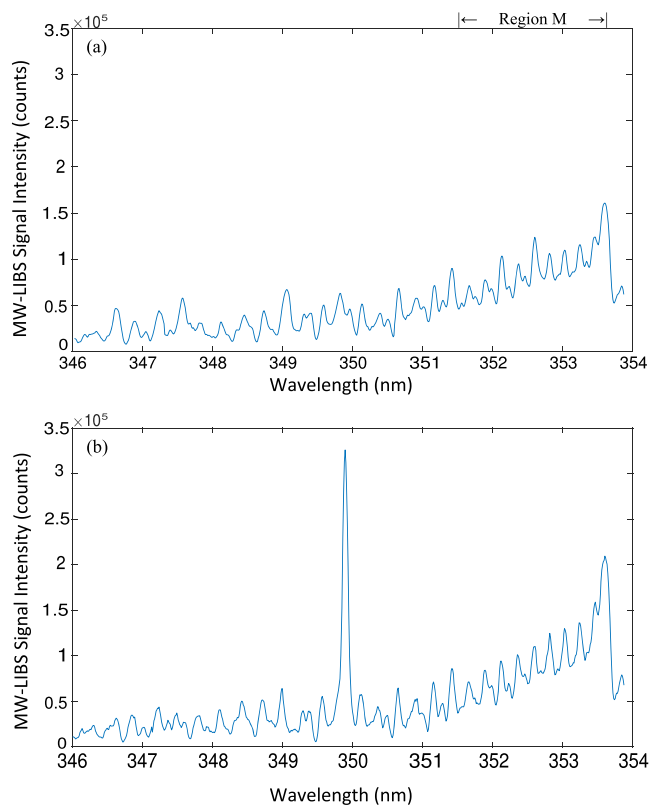 |← Region M →|
×10⁵
(a)
3.5
3
2.5
2
1.5
1
0.5
0
MW-LIBS Signal Intensity (counts)
346 347 348 349 350 351 352 353 354
Wavelength (nm)
×10⁵
(b)
3.5
3
2.5
2
1.5
1
0.5
0
MW-LIBS Signal Intensity (counts)
346 347 348 349 350 351 352 353 354
Wavelength (nm)